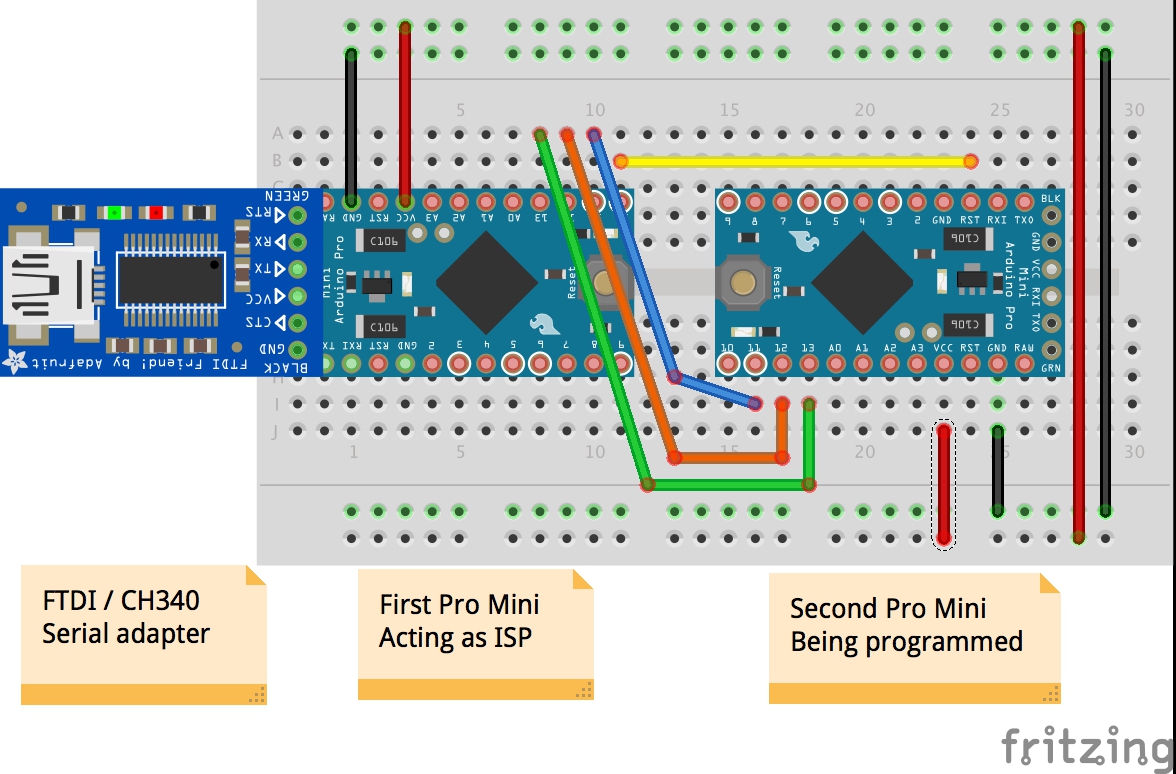 5 10 15 20 25 30
A
B
C
GREEN
RTS
RX
TX
VCC
CTS
GND
BLACK
FTDI Friend! by Adafruit
RAW GND RST VCC A3 A2 A1 A0 13
C106
Mini
Arduino Pro
Reset
C106
TX RXI RST GND 2 3 4 5 6 7 8 9
9 8 7 6 5 4 3 2 GND RST RXI TXO
BLK
GND VCC RXI TXO
C106
Reset
Arduino Pro
Mini
C106
10 11 12 13 A0 A1 A2 A3 VCC RST GND RAW
GRN
H
I
J
1 5 10 15 20 25 30
FTDI / CH340
Serial adapter
First Pro Mini
Acting as ISP
Second Pro Mini
Being programmed
fritzing